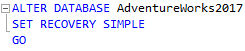 ALTER DATABASE AdventureWorks2017
SET RECOVERY SIMPLE
GO